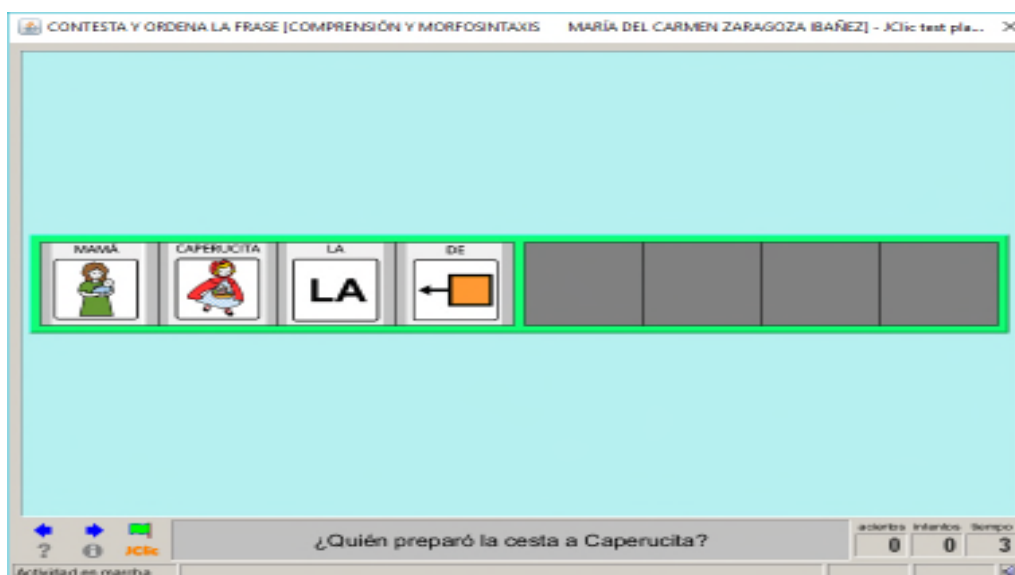 CONTESTA Y ORDENA LA FRASE [COMPRENSIÓN Y MORFOSINTAXIS MARÍA DEL CARMEN ZARAGOZA IBAÑEZ] - JClic test pla...
MAMÁ CAPERUCITA LA DE
LA
aciertos intentos tiempo
¿Quién preparó la cesta a Caperucita?
0 0 3
? i JClic
Actividad en marcha